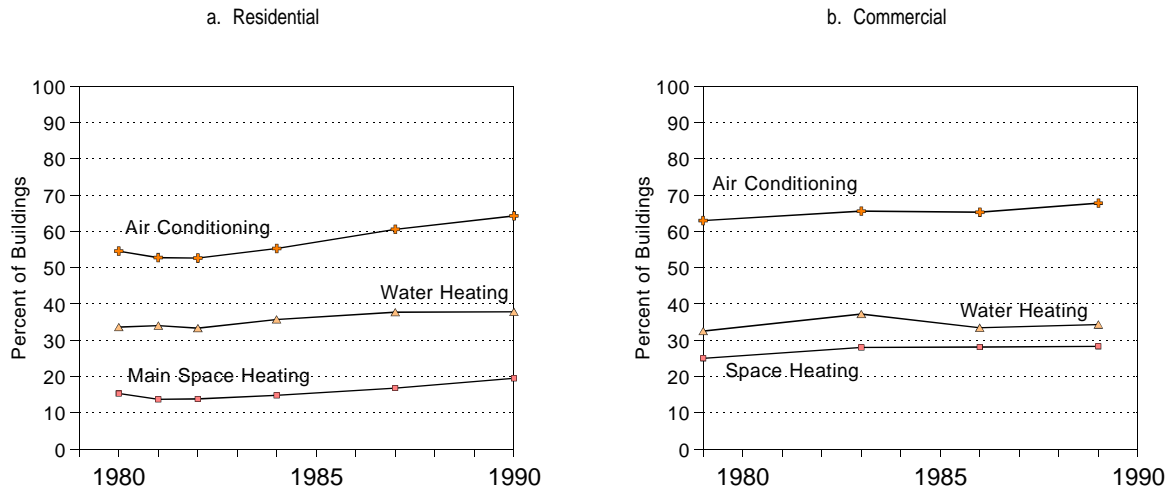 a. Residential
100
90
80
70
60
50
40
30
20
10
0
Percent of Buildings
Air Conditioning
Water Heating
Main Space Heating
1980 1985 1990
b. Commercial
100
90
80
70
60
50
40
30
20
10
0
Percent of Buildings
Air Conditioning
Water Heating
Space Heating
1980 1985 1990